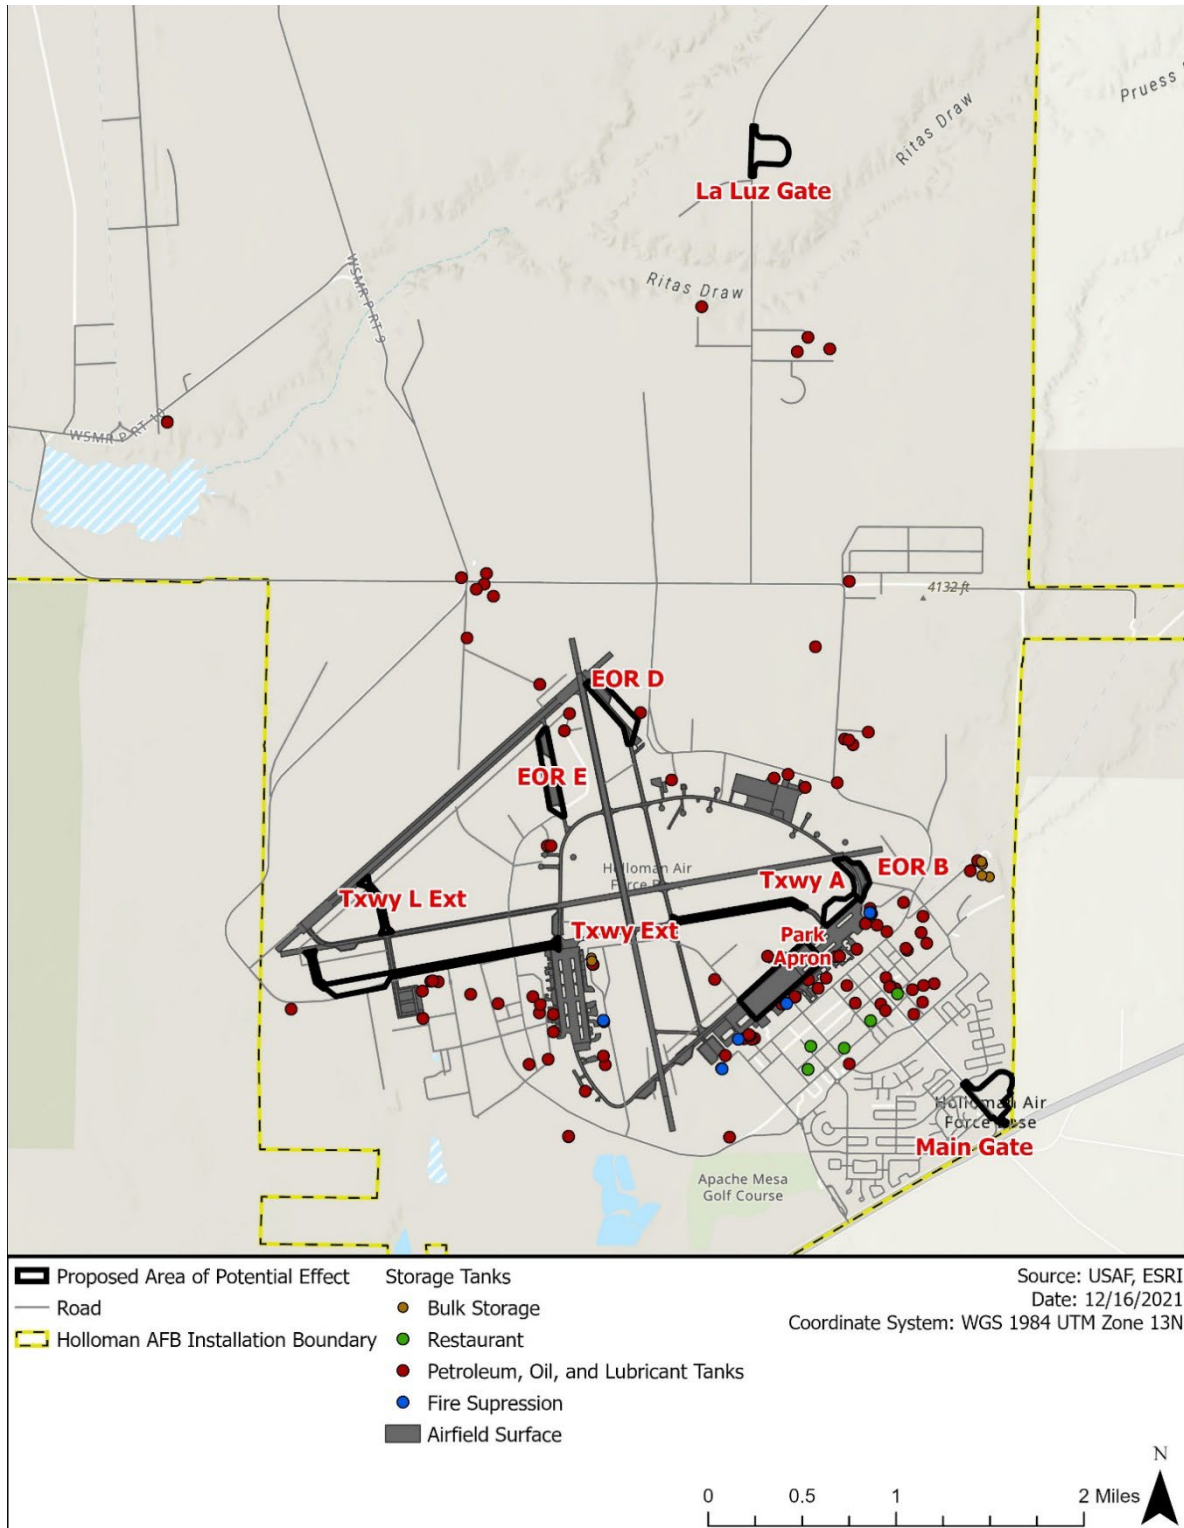 Pruess
Ritas Draw
La Luz Gate
WSMR P RT 9
Ritas Draw
WSMR P RT 10
4132 ft
EOR D
EOR E
Holloman Air
EOR B
Txwy A
Txwy L Ext
Txwy Ext
Park
Apron
Holloman Air
Force Base
Main Gate
Apache Mesa
Golf Course
Proposed Area of Potential Effect
Road
Holloman AFB Installation Boundary
Storage Tanks
Bulk Storage
Restaurant
Petroleum, Oil, and Lubricant Tanks
Fire Supression
Airfield Surface
Source: USAF, ESRI
Date: 12/16/2021
Coordinate System: WGS 1984 UTM Zone 13N
N
0 0.5 1 2 Miles